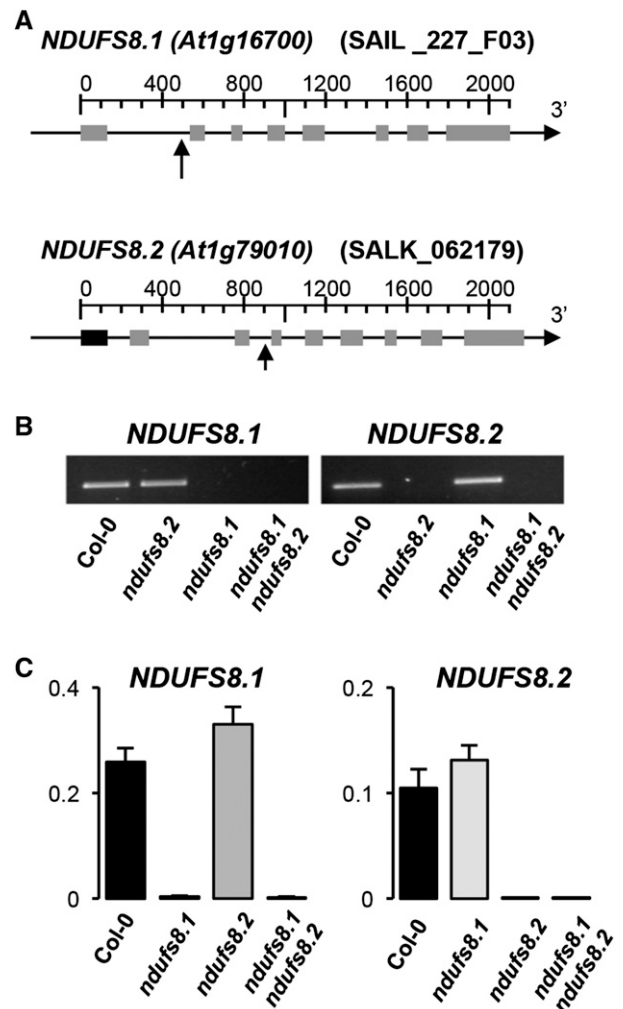 A
NDUFS8.1 (At1g16700) (SAIL _227_F03)
0 400 800 1200 1600 2000
3’
NDUFS8.2 (At1g79010) (SALK_062179)
0 400 800 1200 1600 2000
3’
B
NDUFS8.1 NDUFS8.2
Col-0 ndufs8.2 ndufs8.1 ndufs8.1 ndufs8.2 Col-0 ndufs8.2 ndufs8.1 ndufs8.1 ndufs8.2
C
NDUFS8.1
0.4
0.2
0
Col-0 ndufs8.1 ndufs8.2 ndufs8.1 ndufs8.2
NDUFS8.2
0.2
0.1
0
Col-0 ndufs8.1 ndufs8.2 ndufs8.1 ndufs8.2